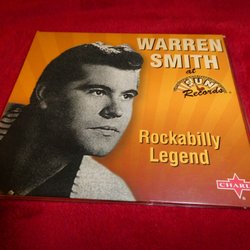 WARREN
SMITH
at
SUN
Records
Rockabilly
Legend
CHARLY